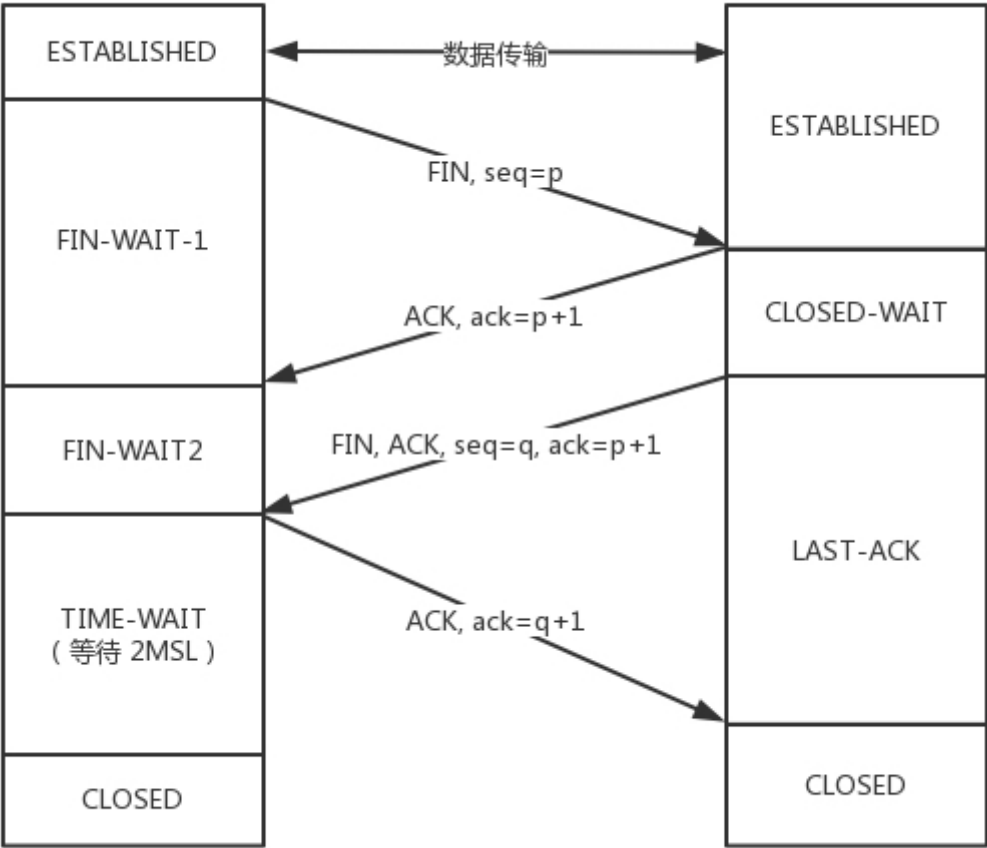 ESTABLISHED
数据传输
ESTABLISHED
FIN, seq=p
FIN-WAIT-1
ACK, ack=p+1
CLOSED-WAIT
FIN-WAIT2
FIN, ACK, seq=q, ack=p+1
LAST-ACK
TIME-WAIT
（等待 2MSL）
ACK, ack=q+1
CLOSED
CLOSED